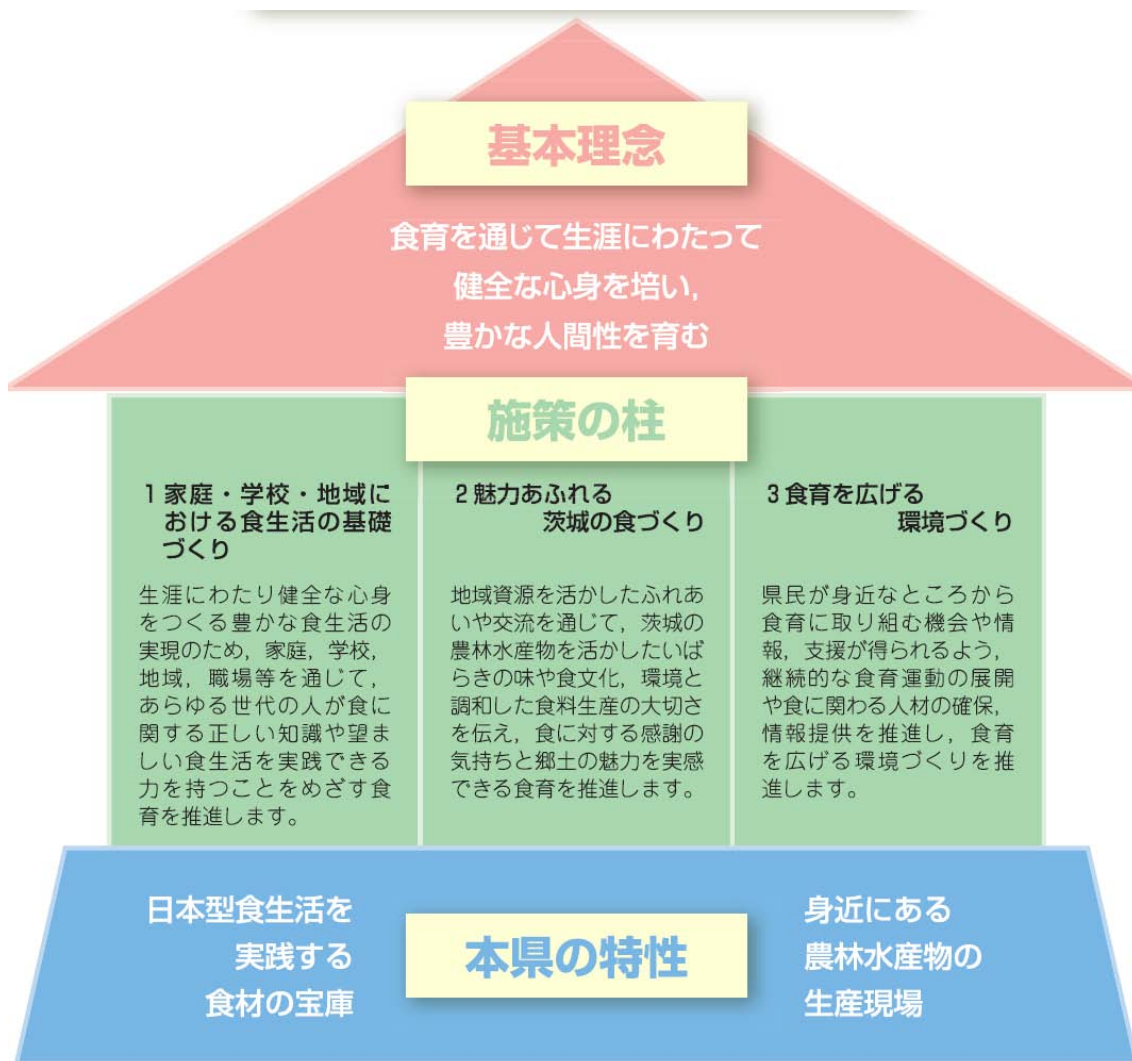 基本理念
食育を通じて生涯にわたって
健全な心身を培い,
豊かな人間性を育む
施策の柱
1 家庭・学校・地域に
おける食生活の基礎
づくり
生涯にわたり健全な心身
をつくる豊かな食生活の
実現のため，家庭，学校，
地域，職場等を通じて，
あらゆる世代の人が食に
関する正しい知識や望ま
しい食生活を実践できる
力を持つことをめざす食
育を推進します。
2 魅力あふれる
茨城の食づくり
地域資源を活かしたふれあ
いや交流を通じて，茨城の
農林水産物を活かしたいば
らきの味や食文化，環境と
調和した食料生産の大切さ
を伝え，食に対する感謝の
気持ちと郷土の魅力を実感
できる食育を推進します。
3 食育を広げる
環境づくり
県民が身近なところから
食育に取り組む機会や情
報，支援が得られるよう，
継続的な食育運動の展開
や食に関わる人材の確保，
情報提供を推進し，食育
を広げる環境づくりを推
進します。
日本型食生活を
実践する
食材の宝庫
本県の特性
身近にある
農林水産物の
生産現場